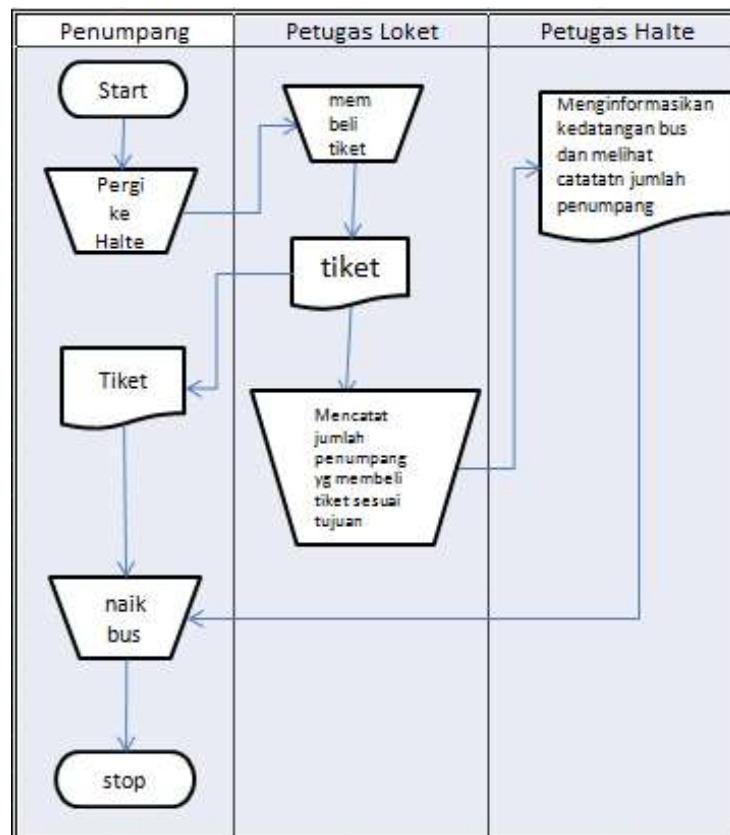 Penumpang
Petugas Loket
Petugas Halte
Start
mem
beli
tiket
Menginformasikan
kedatangan bus
dan melihat
catatatn jumlah
penumpang
Pergi
ke
Halte
tiket
Tiket
Mencatat
jumlah
penumpang
yg membeli
tiket sesuai
tujuan
naik
bus
stop